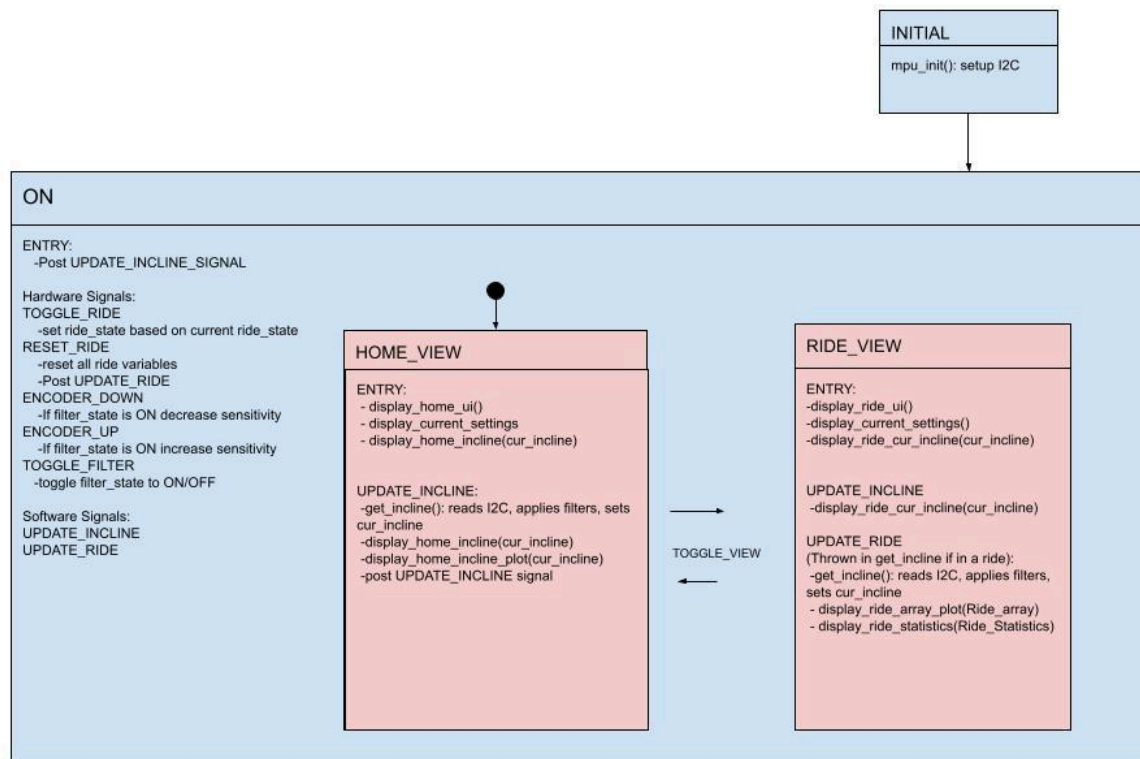 INITIAL
mpu_init(): setup I2C
ON
ENTRY:
-Post UPDATE_INCLINE_SIGNAL
Hardware Signals:
TOGGLE_RIDE
-set ride_state based on current ride_state
RESET_RIDE
-reset all ride variables
-Post UPDATE_RIDE
ENCODER_DOWN
-If filter_state is ON decrease sensitivity
ENCODER_UP
-If filter_state is ON increase sensitivity
TOGGLE_FILTER
-toggle filter_state to ON/OFF
Software Signals:
UPDATE_INCLINE
UPDATE_RIDE
HOME_VIEW
ENTRY:
- display_home_ui()
- display_current_settings
- display_home_incline(cur_incline)
UPDATE_INCLINE:
-get_incline(): reads I2C, applies filters, sets
cur_incline
-display_home_incline(cur_incline)
-display_home_incline_plot(cur_incline)
-post UPDATE_INCLINE signal
TOGGLE_VIEW
RIDE_VIEW
ENTRY:
-display_ride_ui()
-display_current_settings()
-display_ride_cur_incline(cur_incline)
UPDATE_INCLINE
-display_ride_cur_incline(cur_incline)
UPDATE_RIDE
(Thrown in get_incline if in a ride):
-get_incline(): reads I2C, applies filters,
sets cur_incline
- display_ride_array_plot(Ride_array)
- display_ride_statistics(Ride_Statistics)